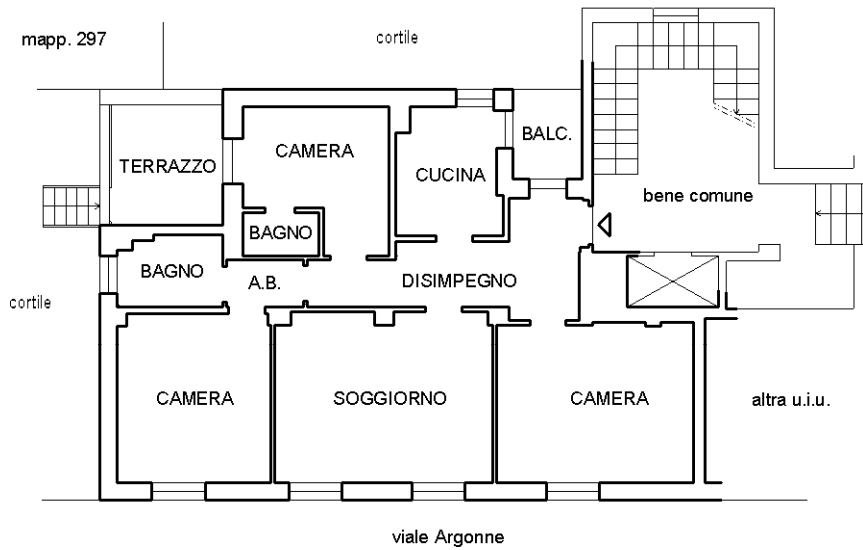 mapp. 297
cortile
BALC.
TERRAZZO
CAMERA
CUCINA
bene comune
BAGNO
BAGNO
A.B.
DISIMPEGNO
cortile
CAMERA
SOGGIORNO
CAMERA
altra u.i.u.
viale Argonne